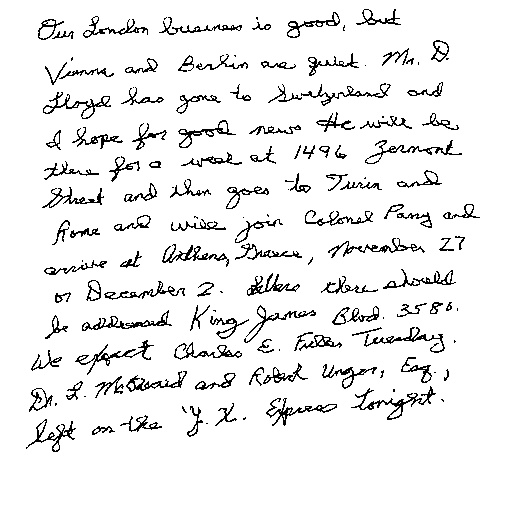 Our London business is good, but
Vienna and Berlin are quiet. Mr. D.
Lloyd has gone to Switzerland and
I hope for good news He will be
there for a week at 1496 Zermont
Street and then goes to Turin and
Rome and will join Colonel Parry and
arrive at Anthens, Greece, November 27
or December 2. Letters there should
be addressed King James Blvd. 3580.
We expect Charles E. Fuller Tuesday.
Dr. L. McQuaid and Robert Unger, Esq.,
left on the 'Y. X. Express tonight.